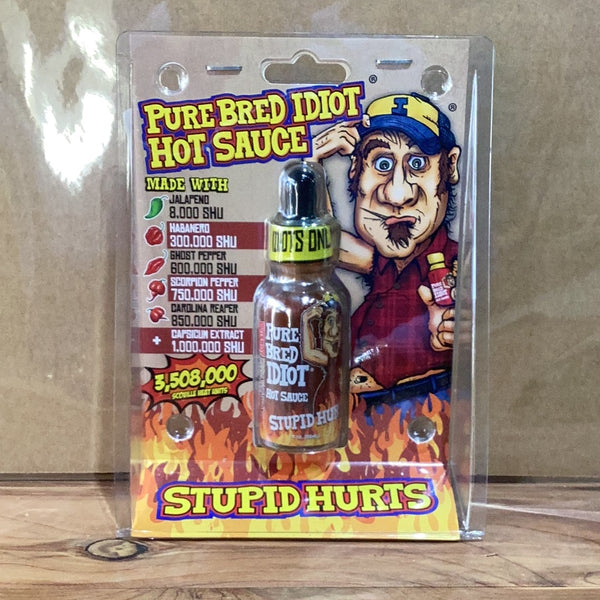 PURE BRED IDIOT®
HOT SAUCE
I ®
MADE WITH
JALAPENO
8.000 SHU
HABANERO
300.000 SHU
GHOST PEPPER
600.000 SHU
SCORPION PEPPER
750.000 SHU
CAROLINA REAPER
850.000 SHU
+ CAPSICUM EXTRACT
1.000.000 SHU
3,508,000
SCOVILLE HEAT UNITS
IDIOTS ONL
PURE
BRED
IDIOT
HOT SAUCE
STUPID HURT
STUPID HURTS